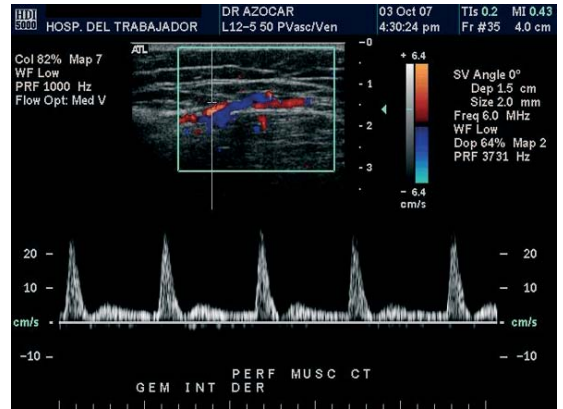 HDI 5000
HOSP. DEL TRABAJADOR
DR AZOCAR
L12-5 50 PVasc/Ven
03 Oct 07
4:30:24 pm
TIs 0.2 MI 0.43
Fr #35 4.0 cm
Col 82% Map 7
WF Low
PRF 1000 Hz
Flow Opt: Med V
ATL
0
1
2
3
+ 6.4
- 6.4
cm/s
SV Angle 0°
Dep 1.5 cm
Size 2.0 mm
Freq 6.0 MHz
WF Low
Dop 64% Map 2
PRF 3731 Hz
20 20
10 10
cm/s cm/s
-10 -10
PERF MUSC CT
GEM INT DER